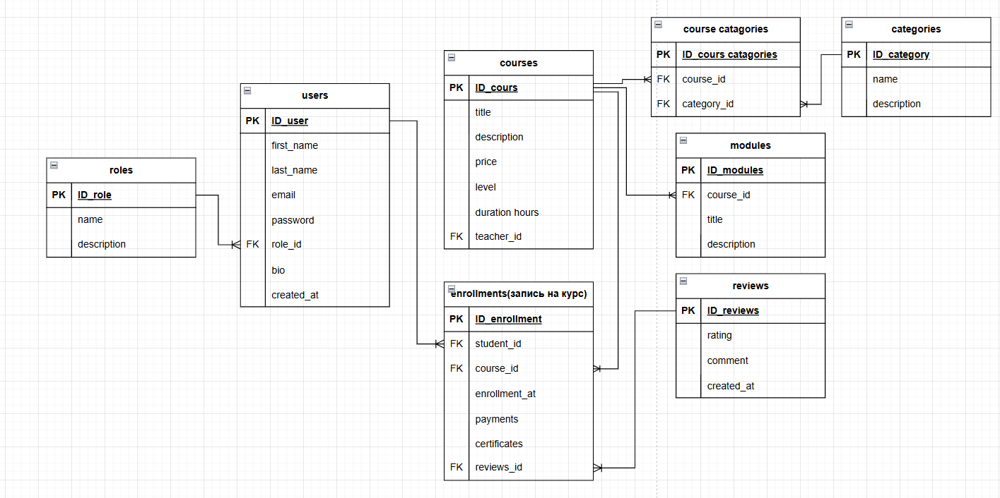 roles
PK ID_role
name
description
users
PK ID_user
first_name
last_name
email
password
FK role_id
bio
created_at
courses
PK ID_cours
title
description
price
level
duration hours
FK teacher_id
enrollments(запись на курс)
PK ID_enrollment
FK student_id
FK course_id
enrollment_at
payments
certificates
FK reviews_id
course catagories
PK ID_cours catagories
FK course_id
FK category_id
categories
PK ID_category
name
description
modules
PK ID_modules
FK course_id
title
description
reviews
PK ID_reviews
rating
comment
created_at